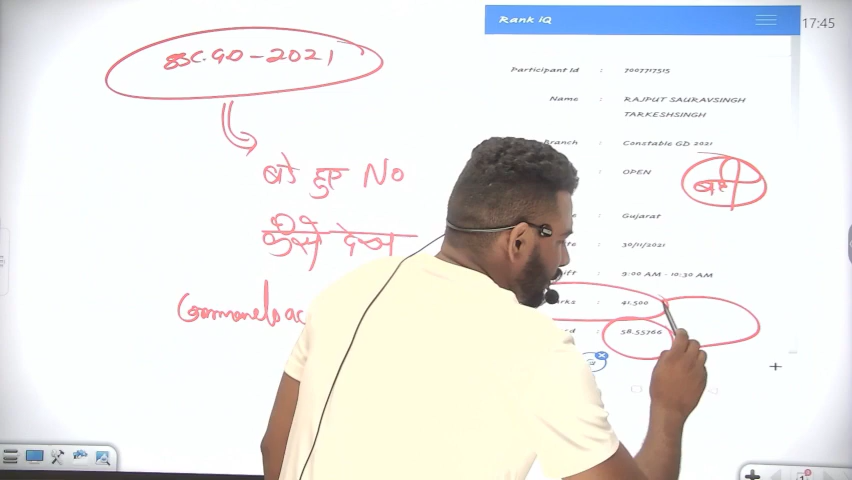 Rank iQ
17:45
SSC.GD-2021
Participant Id : 7007717515
Name : RAJPUT SAURAVSINGH
TARKESHSINGH
Branch : Constable GD 2021
: OPEN
बढ़े हुए No
कैसे देखे
: Gujarat
: 30/11/2021
: 9:00 AM - 10:30 AM
: 41.500
: 58.55766